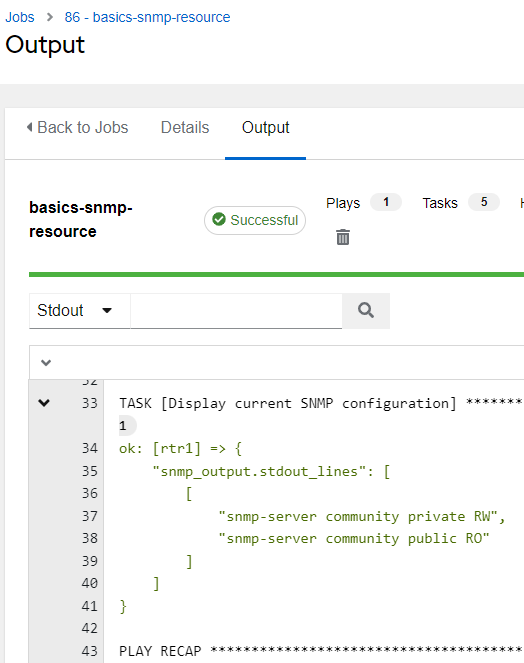 Jobs > 86 - basics-snmp-resource
Output
Back to Jobs Details Output
basics-snmp-
resource
Successful
Plays 1 Tasks 5
Stdout
32
33 TASK [Display current SNMP configuration] *******
1
34 ok: [rtr1] => {
35 "snmp_output.stdout_lines": [
36 [
37 "snmp-server community private RW",
38 "snmp-server community public RO"
39 ]
40 ]
41 }
42
43 PLAY RECAP **************************************